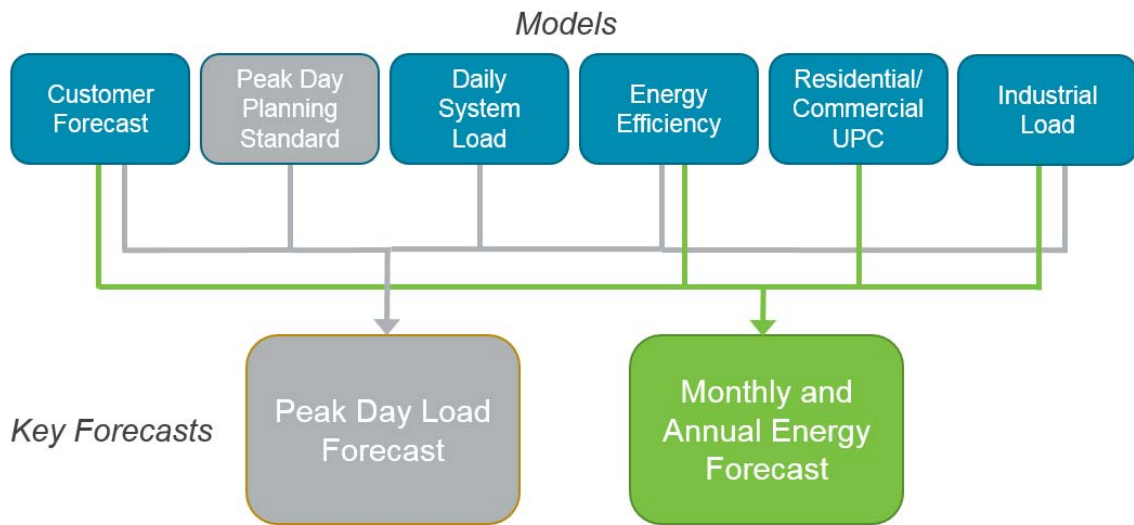 Models
Customer
Forecast
Peak Day
Planning
Standard
Daily
System
Load
Energy
Efficiency
Residential/
Commercial
UPC
Industrial
Load
Key Forecasts
Peak Day Load
Forecast
Monthly and
Annual Energy
Forecast